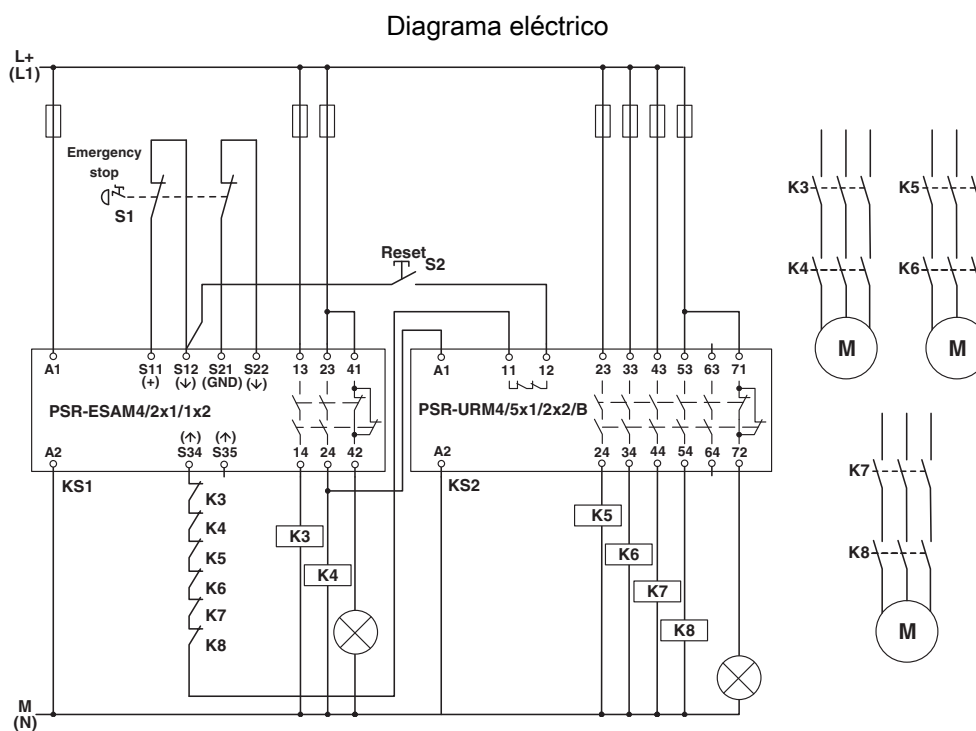 Diagrama eléctrico
L+
(L1)
Emergency
stop
S1
Reset
S2
K3
K5
K4
K6
M
M
A1
S11
(+)
S12
(↓)
S21
(GND)
S22
(↓)
13
23
41
A1
11
12
23
33
43
53
63
71
PSR-ESAM4/2x1/1x2
PSR-URM4/5x1/2x2/B
A2
(↑)
S34
(↑)
S35
14
24
42
A2
24
34
44
54
64
72
KS1
KS2
K3
K4
K5
K6
K7
K8
K3
K4
K5
K6
K7
K8
K7
K8
M
M
(N)